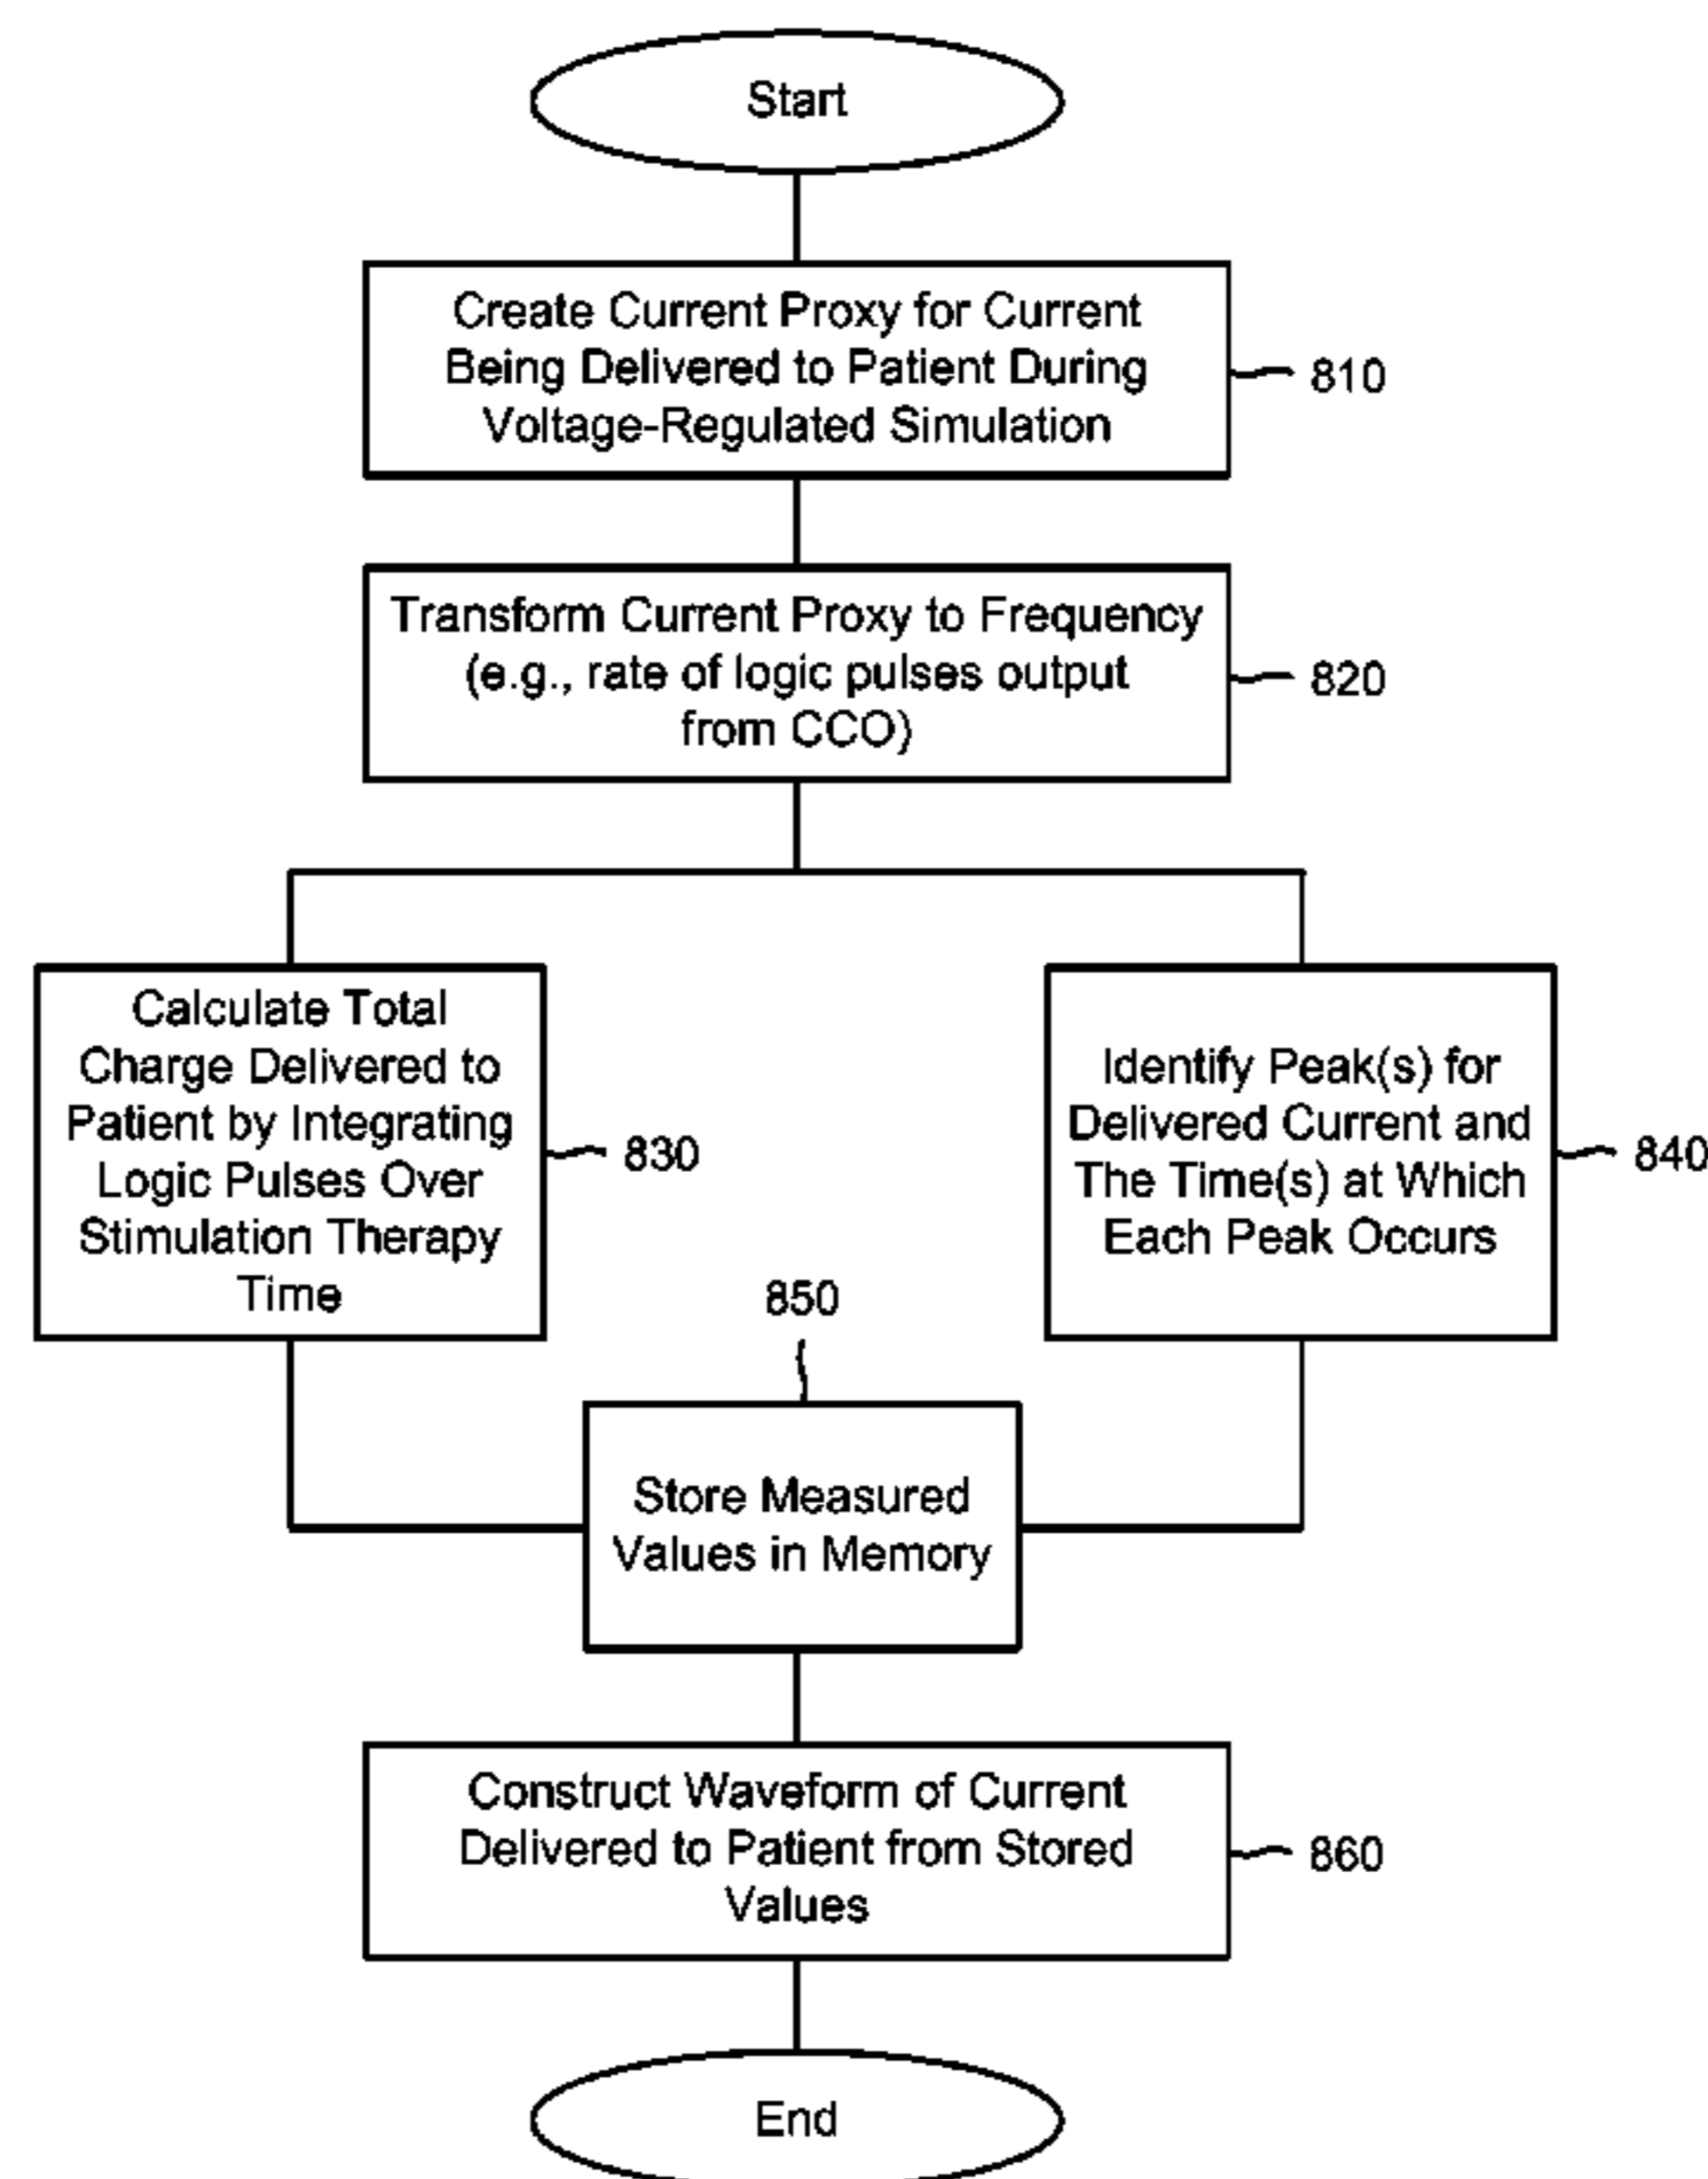 Start
Create Current Proxy for Current
Being Delivered to Patient During
Voltage-Regulated Simulation
810
Transform Current Proxy to Frequency
(e.g., rate of logic pulses output
from CCO)
820
Calculate Total
Charge Delivered to
Patient by Integrating
Logic Pulses Over
Stimulation Therapy
Time
830
Identify Peak(s) for
Delivered Current and
The Time(s) at Which
Each Peak Occurs
840
850
Store Measured
Values in Memory
Construct Waveform of Current
Delivered to Patient from Stored
Values
860
End